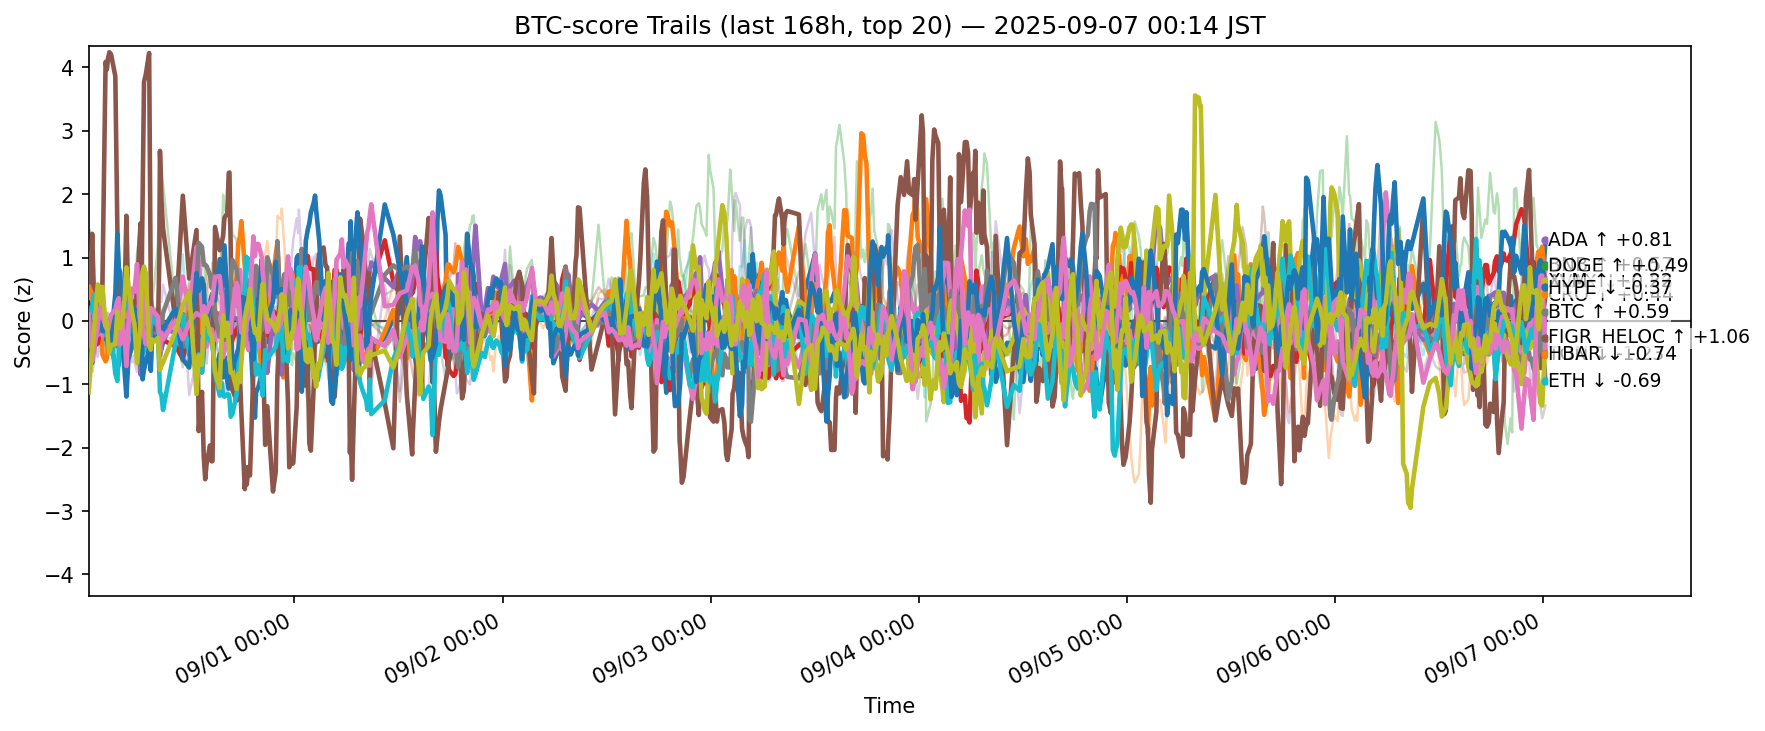 BTC-score Trails (last 168h, top 20) — 2025-09-07 00:14 JST
Score (z)
4
3
2
1
0
−1
−2
−3
−4
ADA ↑ +0.81
DOGE ↑ +0.49
HYPE ↓ -0.37
BTC ↑ +0.59
FIGR_HELOC ↑ +1.06
HBAR ↓
ETH ↓ -0.69
09/01 00:00
09/02 00:00
09/03 00:00
09/04 00:00
09/05 00:00
09/06 00:00
09/07 00:00
Time